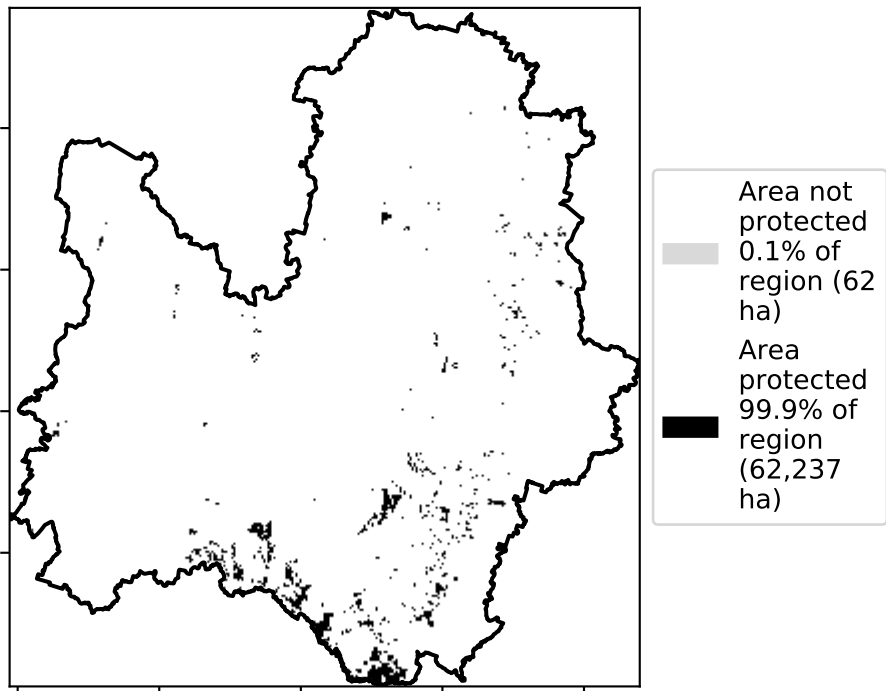 Area not
protected
0.1% of
region (62
ha)
Area
protected
99.9% of
region
(62,237
ha)